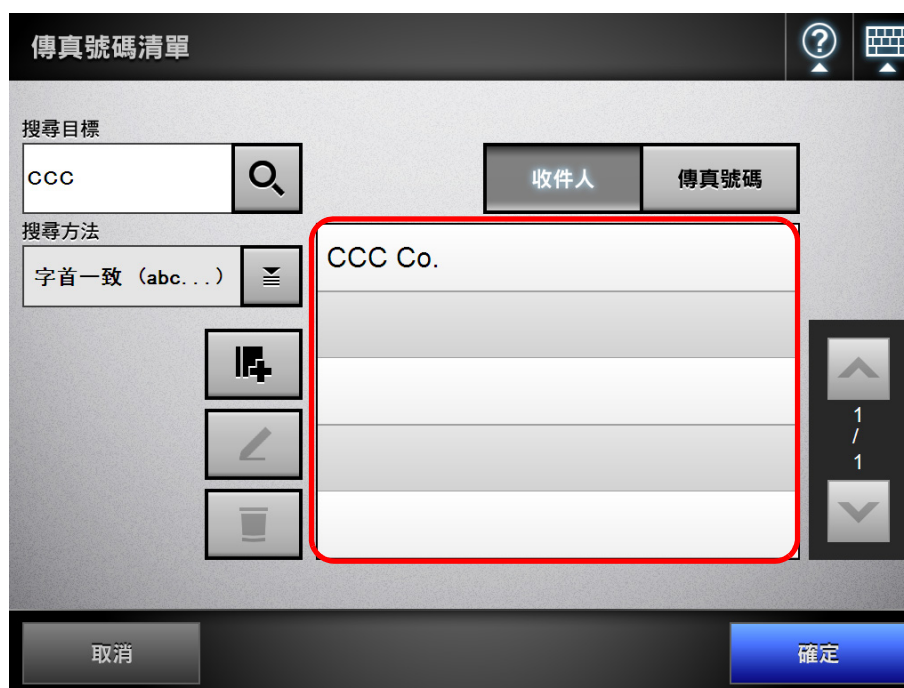 傳真號碼清單
?
搜尋目標
CCC
收件人
傳真號碼
搜尋方法
字首一致 (abc...)
CCC Co.
1
/
1
取消
確定